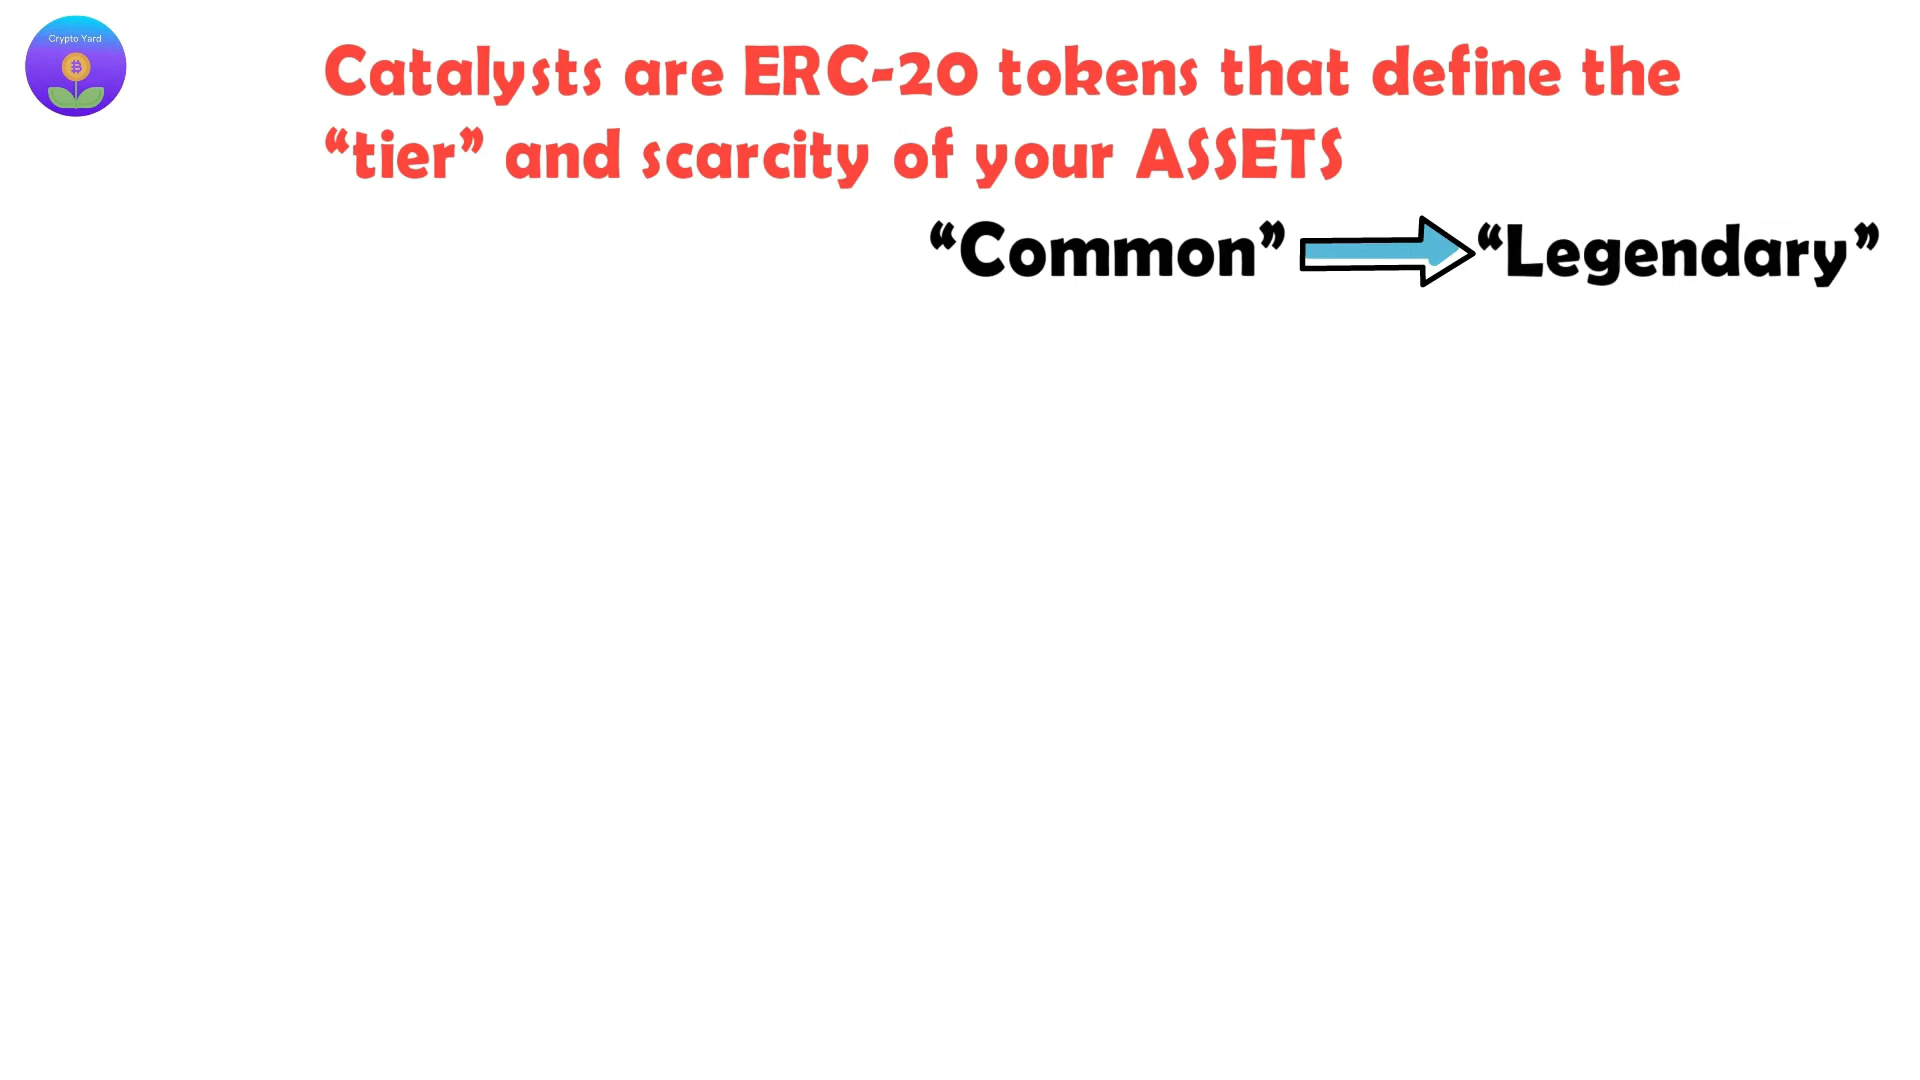 Crypto Yard
Catalysts are ERC-20 tokens that define the
“tier” and scarcity of your ASSETS
“Common” “Legendary”